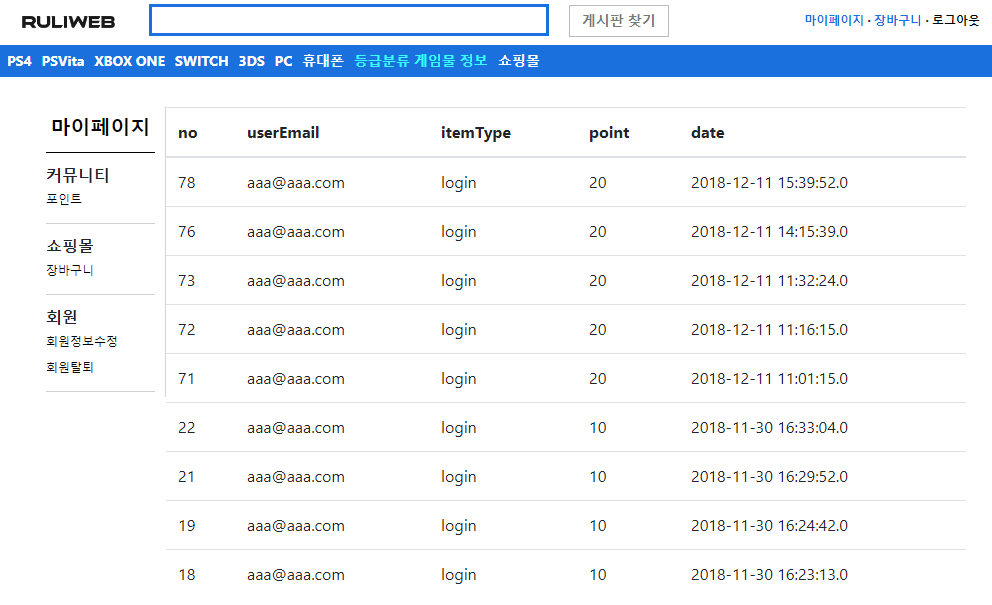 RULIWEB 게시판 찾기 마이페이지 · 장바구니 · 로그아웃
PS4 PSVita XBOX ONE SWITCH 3DS PC 휴대폰 등급분류 게임물 정보 쇼핑몰
마이페이지
커뮤니티
포인트
쇼핑몰
장바구니
회원
회원정보수정
회원탈퇴
no userEmail itemType point date
78 aaa@aaa.com login 20 2018-12-11 15:39:52.0
76 aaa@aaa.com login 20 2018-12-11 14:15:39.0
73 aaa@aaa.com login 20 2018-12-11 11:32:24.0
72 aaa@aaa.com login 20 2018-12-11 11:16:15.0
71 aaa@aaa.com login 20 2018-12-11 11:01:15.0
22 aaa@aaa.com login 10 2018-11-30 16:33:04.0
21 aaa@aaa.com login 10 2018-11-30 16:29:52.0
19 aaa@aaa.com login 10 2018-11-30 16:24:42.0
18 aaa@aaa.com login 10 2018-11-30 16:23:13.0